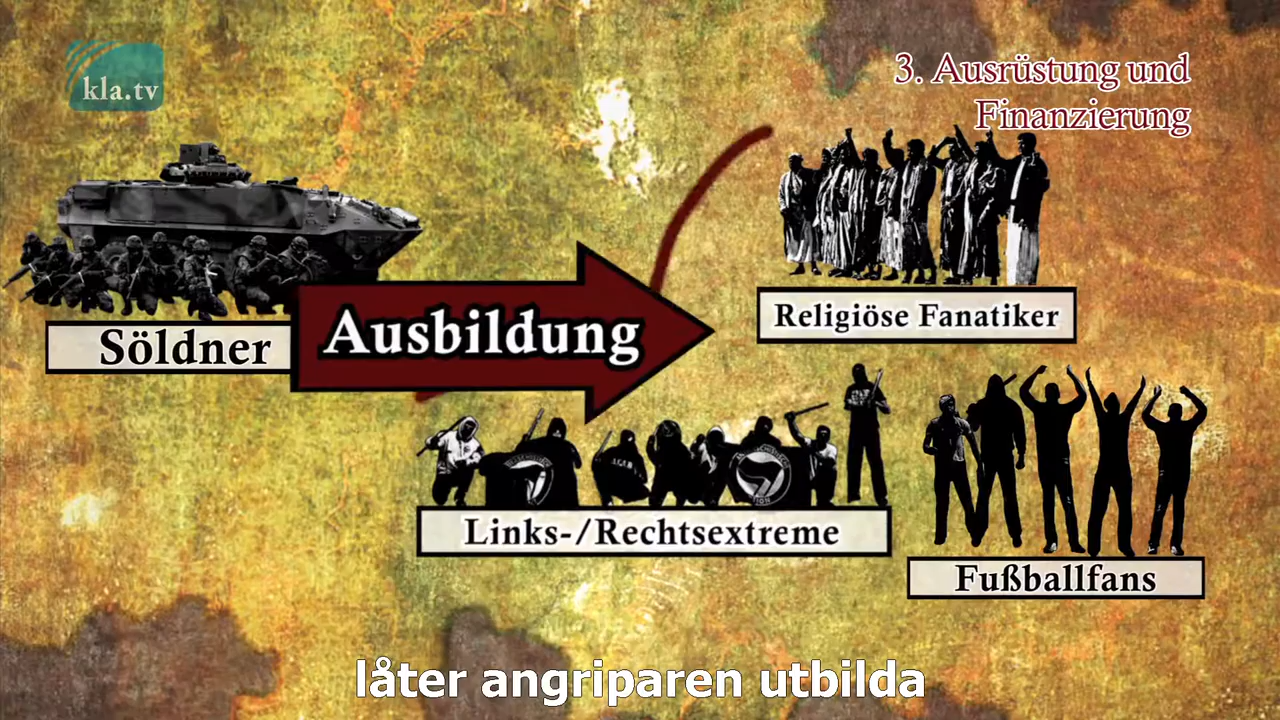 kla.tv
3. Ausrüstung und
Finanzierung
Söldner
Ausbildung
Religiöse Fanatiker
Links-/Rechtsextreme
Fußballfans
låter angriparen utbilda